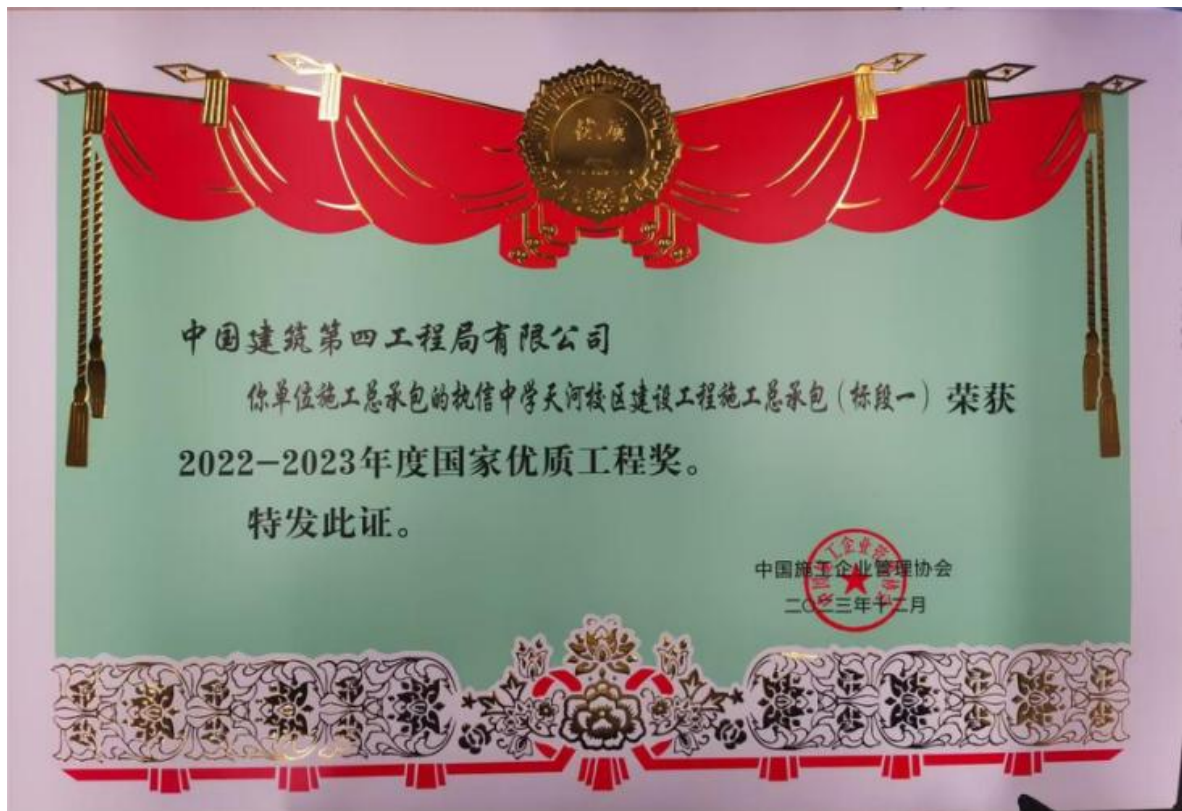 优质
中国建筑第四工程局有限公司
你单位施工总承包的执信中学天河校区建设工程施工总承包（标段一）荣获
2022-2023年度国家优质工程奖。
特发此证。
中国施工企业管理协会
二〇二三年十二月